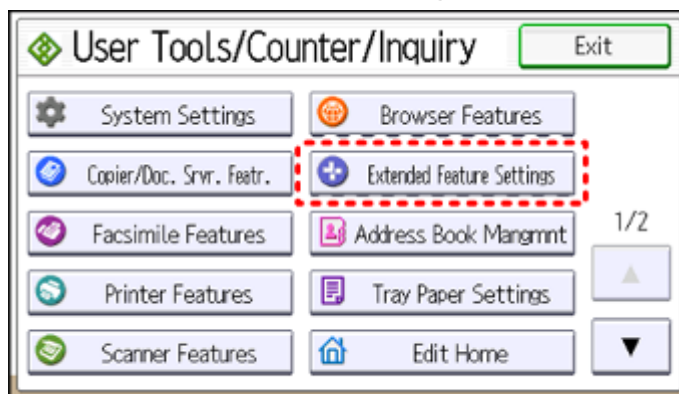 User Tools/Counter/Inquiry
Exit
System Settings
Browser Features
Copier/Doc. Srvr. Featr.
Extended Feature Settings
Facsimile Features
Address Book Mangmnt
1/2
Printer Features
Tray Paper Settings
Scanner Features
Edit Home